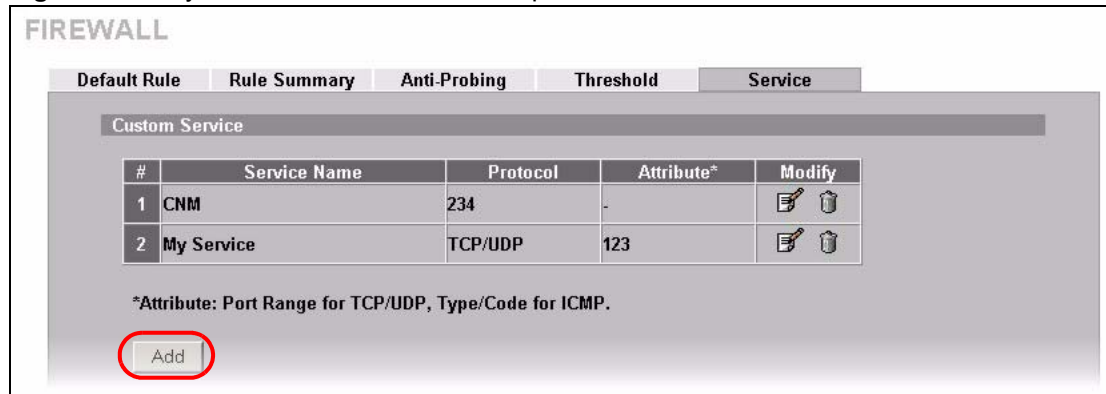 FIREWALL
Default Rule Rule Summary Anti-Probing Threshold Service
Custom Service
# Service Name Protocol Attribute* Modify
1 CNM 234 -
2 My Service TCP/UDP 123
*Attribute: Port Range for TCP/UDP, Type/Code for ICMP.
Add